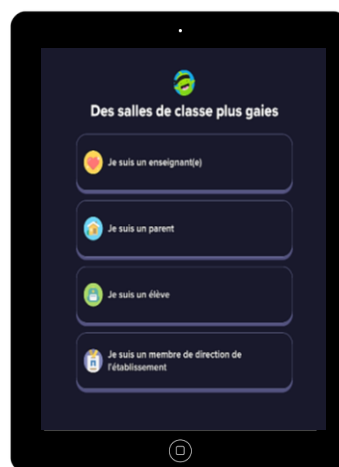 Des salles de classe plus gaies
Je suis un enseignant(e)
Je suis un parent
Je suis un élève
Je suis un membre de direction de
l'établissement